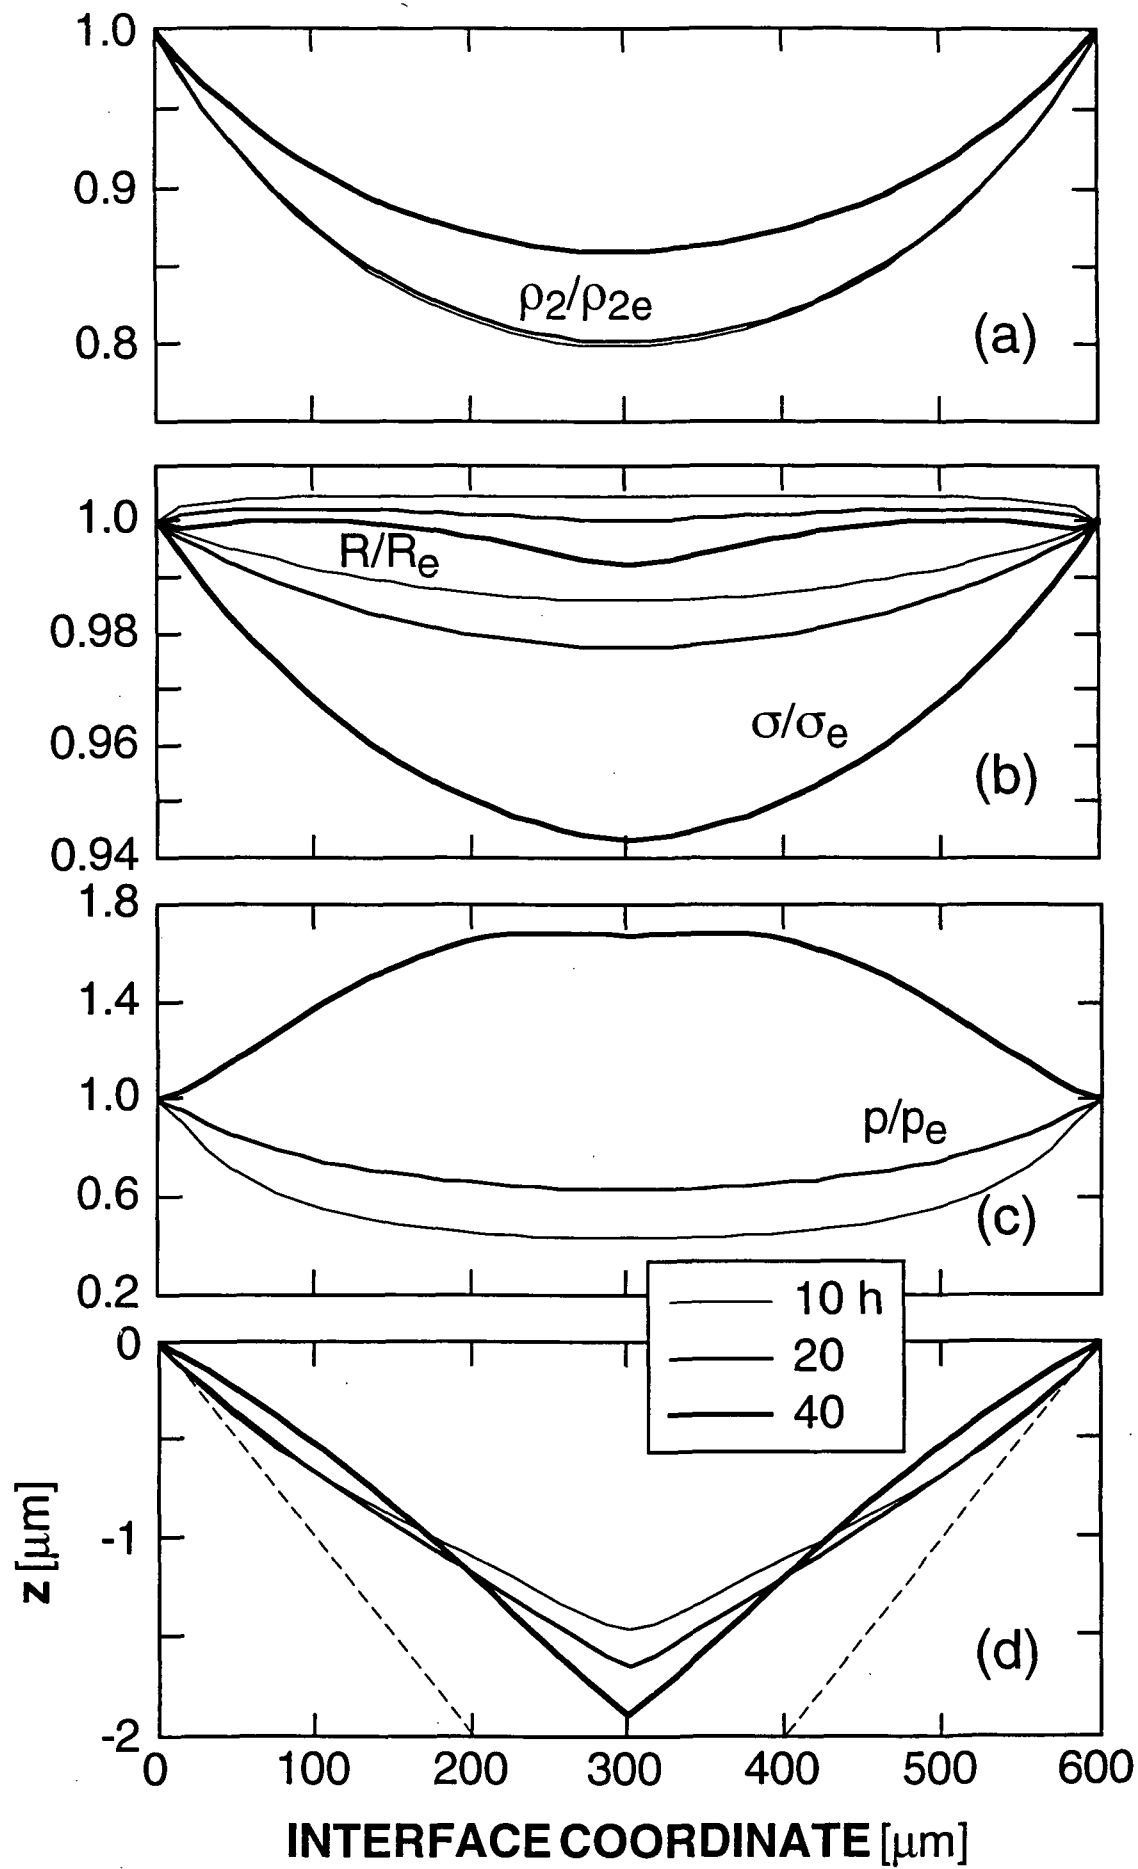 1.0
0.9
0.8
ρ2/ρ2e
(a)
1.0
0.98
0.96
0.94
R/Re
σ/σe
(b)
1.8
1.4
1.0
0.6
0.2
p/pe
(c)
10 h
20
40
0
-1
-2
z [μm]
(d)
0 100 200 300 400 500 600
INTERFACE COORDINATE [μm]